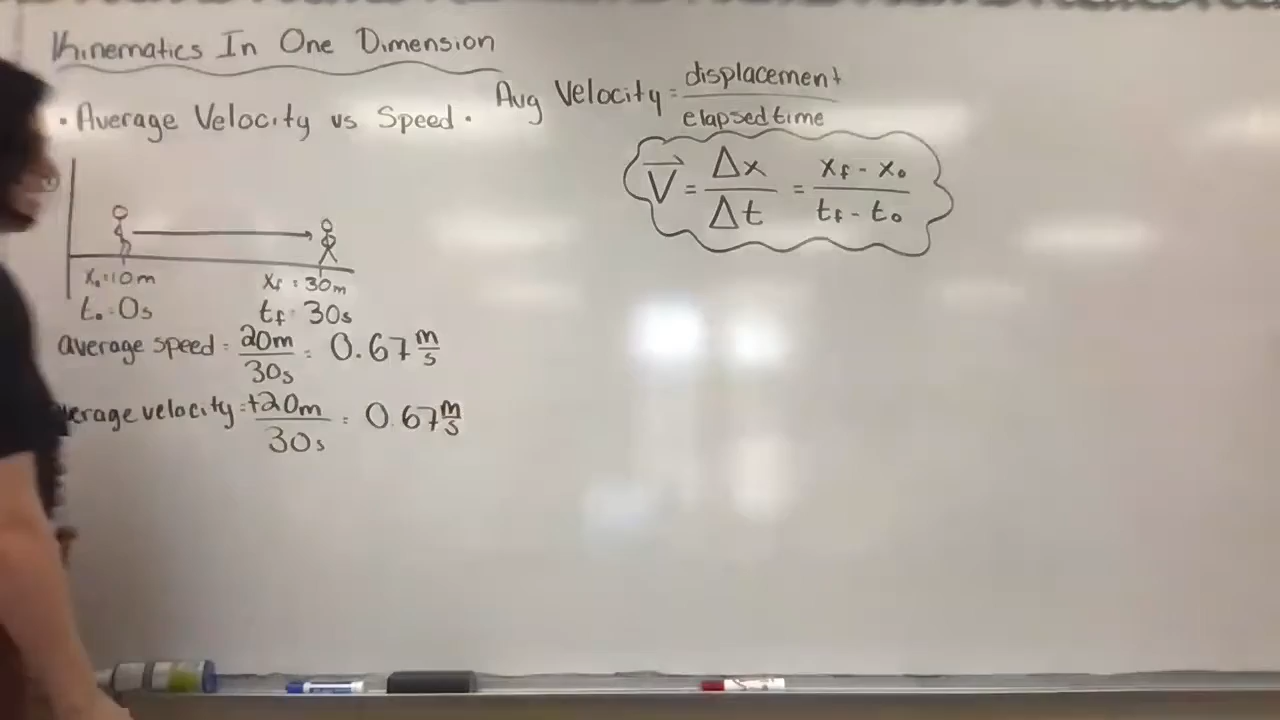 Kinematics In One Dimension
• Average Velocity vs Speed •
x₀ = 10m
xf = 30m
t₀ = 0s
tf = 30s
average speed = 20m / 30s = 0.67 m/s
average velocity = +20m / 30s = 0.67 m/s
Avg Velocity = displacement / elapsed time
V⃗ = Δx / Δt = xf - x₀ / tf - t₀